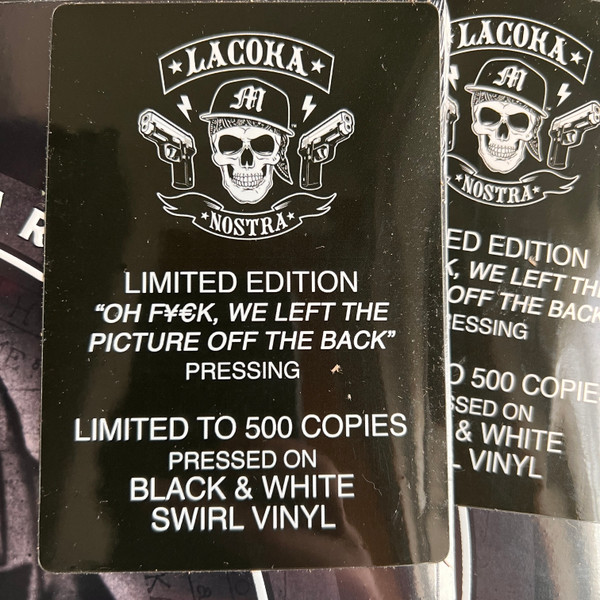 LACOKA
M
NOSTRA
LIMITED EDITION
“OH F¥€K, WE LEFT THE
PICTURE OFF THE BACK”
PRESSING
LIMITED TO 500 COPIES
PRESSED ON
BLACK & WHITE
SWIRL VINYL
LACOKA
M
NOSTRA
ED EDITION
K, WE LEFT THE
OFF THE BACK
RESSING
O 500 COPIE
SSED ON
& WHITE
L VINYL